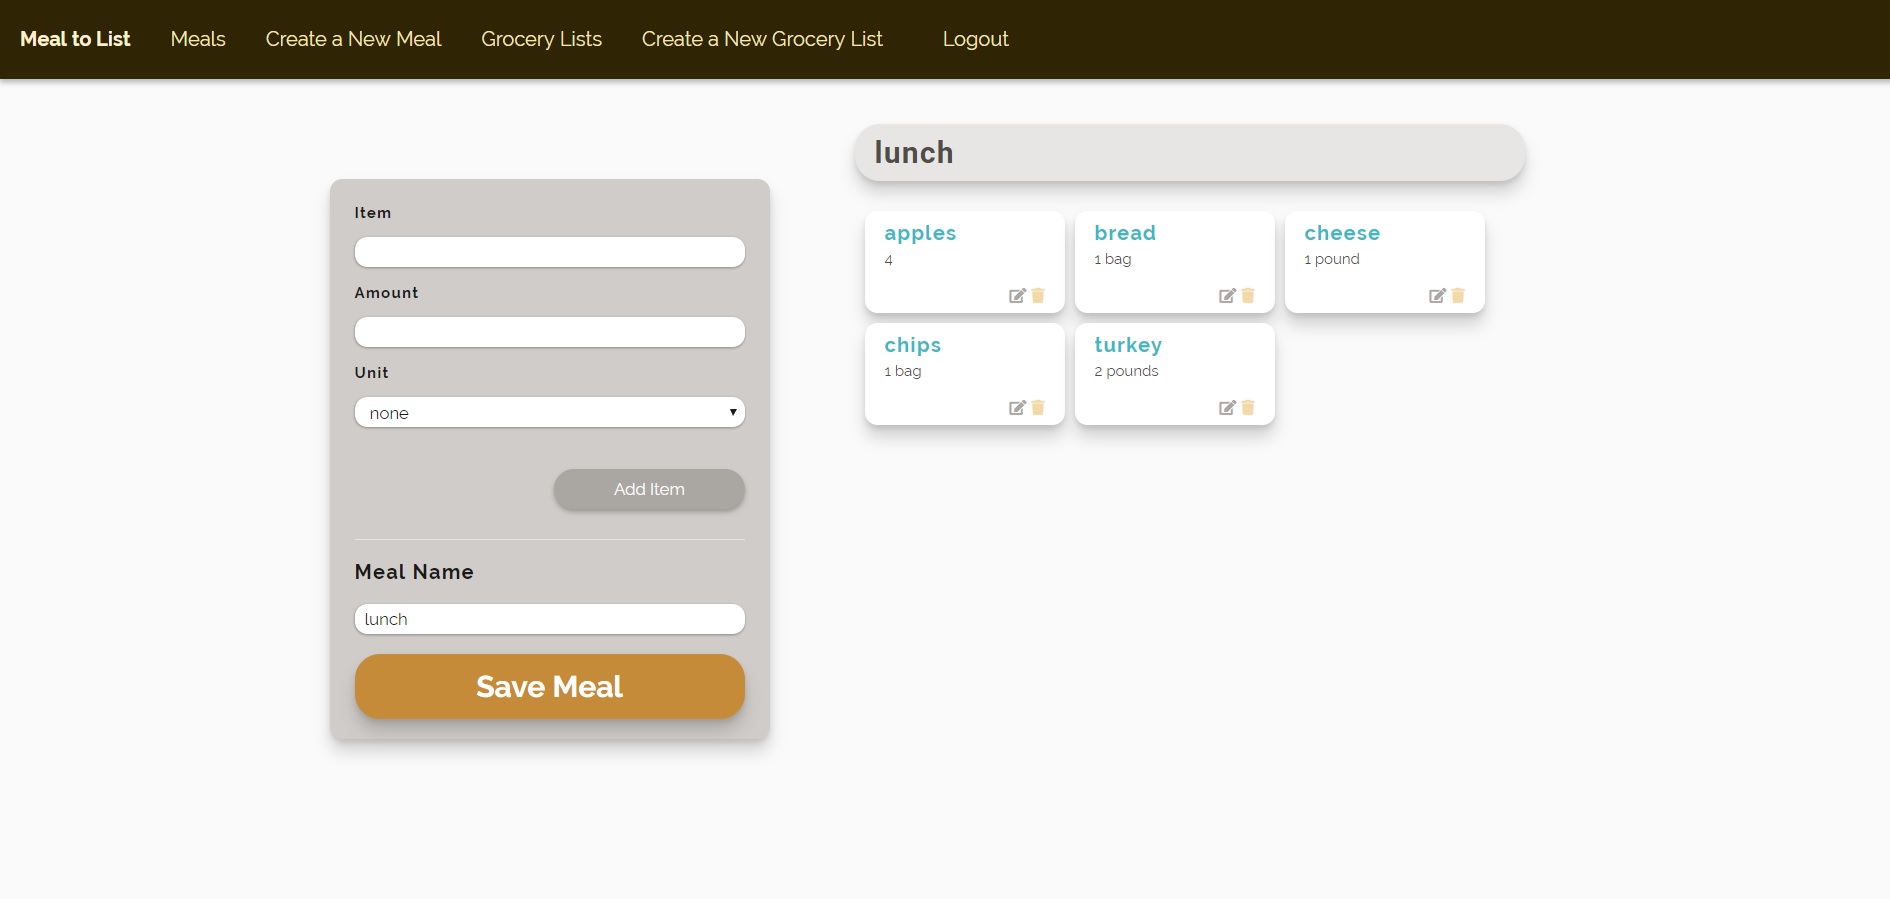 Meal to List Meals Create a New Meal Grocery Lists Create a New Grocery List Logout
Item
Amount
Unit
none
Add Item
Meal Name
lunch
Save Meal
lunch
apples
4
bread
1 bag
cheese
1 pound
chips
1 bag
turkey
2 pounds